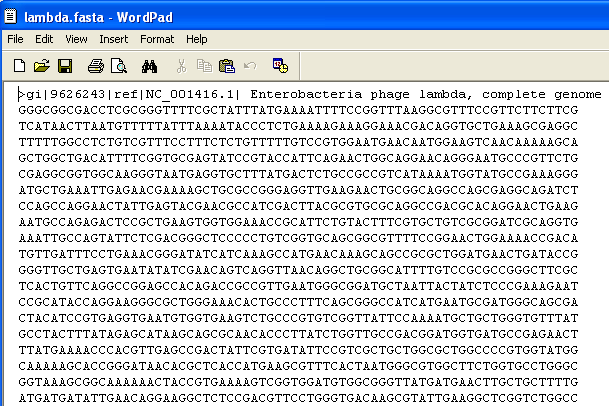 lambda.fasta - WordPad
File Edit View Insert Format Help
>gi|9626243|ref|NC_001416.1| Enterobacteria phage lambda, complete genome
GGGCGGCGACCTCGCGGGTTTTCGCTATTTATGAAAATTTTCCGGTTTAAGGCGTTTCCGTTCTTCTTCG
TCATAACTTAATGTTTTTATTTAAAATACCCTCTGAAAAGAAAGGAAACGACAGGTGCTGAAAGCGAGGC
TTTTTGGCCTCTGTCGTTTCCTTTCTCTGTTTTTGTCCGTGGAATGAACAATGGAAGTCAACAAAAAGCA
GCTGGCTGACATTTTCGGTGCGAGTATCCGTACCATTCAGAACTGGCAGGAACAGGGAATGCCCGTTCTG
CGAGGCGGTGGCAAGGGTAATGAGGTGCTTTATGACTCTGCCGCCGTCATAAAATGGTATGCCGAAAGGG
ATGCTGAAATTGAGAACGAAAAGCTGCGCCGGGAGGTTGAAGAACTGCGGCAGGCCAGCGAGGCAGATCT
CCAGCCAGGAACTATTGAGTACGAACGCCATCGACTTACGCGTGCGCAGGCCGACGCACAGGAACTGAAG
AATGCCAGAGACTCCGCTGAAGTGGTGGAAACCGCATTCTGTACTTTCGTGCTGTCGCGGATCGCAGGTG
AAATTGCCAGTATTCTCGACGGGCTCCCCCTGTCGGTGCAGCGGCGTTTTCCGGAACTGGAAAACCGACA
TGTTGATTTCCTGAAACGGGATATCATCAAAGCCATGAACAAAGCAGCCGCGCTGGATGAACTGATACCG
GGGTTGCTGAGTGAATATATCGAACAGTCAGGTTAACAGGCTGCGGCATTTTGTCCGCGCCGGGCTTCGC
TCACTGTTCAGGCCGGAGCCACAGACCGCCGTTGAATGGGCGGATGCTAATTACTATCTCCCGAAAGAAT
CCGCATACCAGGAAGGGCGCTGGGAAACACTGCCCTTTCAGCGGGCCATCATGAATGCGATGGGCAGCGA
CTACATCCGTGAGGTGAATGTGGTGAAGTCTGCCCGTGTCGGTTATTCCAAAATGCTGCTGGGTGTTTAT
GCCTACTTTATAGAGCATAAGCAGCGCAACACCCTTATCTGGTTGCCGACGGATGGTGATGCCGAGAACT
TTATGAAAACCCACGTTGAGCCGACTATTCGTGATATTCCGTCGCTGCTGGCGCTGGCCCCGTGGTATGG
CAAAAAGCACCGGGATAACACGCTCACCATGAAGCGTTTCACTAATGGGCGTGGCTTCTGGTGCCTGGGC
GGTAAAGCGGCAAAAAACTACCGTGAAAAGTCGGTGGATGTGGCGGGTTATGATGAACTTGCTGCTTTTG
ATGATGATATTGAACAGGAAGGCTCTCCGACGTTCCTGGGTGACAAGCGTATTGAAGGCTCGGTCTGGCC